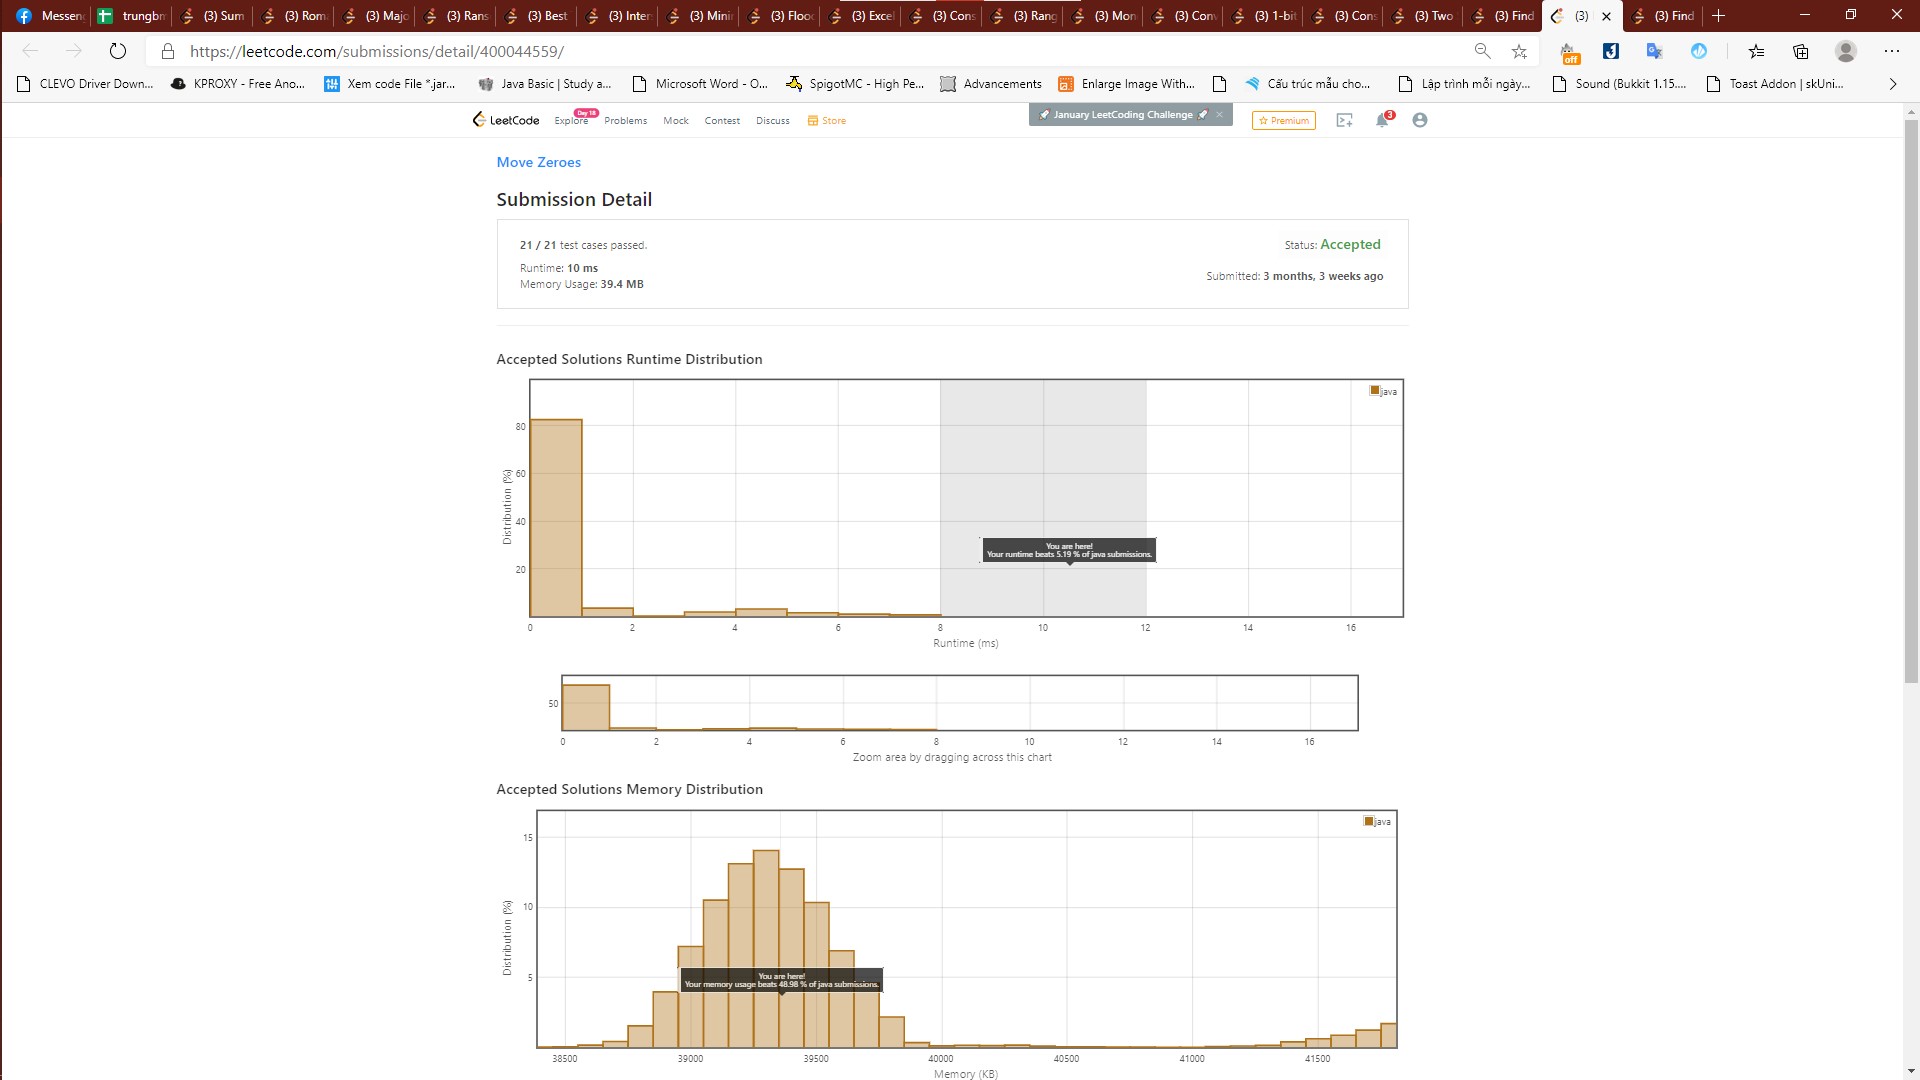 Messen
trungbr
(3) Sum
(3) Rom
(3) Majo
(3) Rans
(3) Best
(3) Inter
(3) Mini
(3) Floo
(3) Excel
(3) Cons
(3) Rang
(3) Mon
(3) Con
(3) 1-bit
(3) Cons
(3) Two
(3) Find
(3)
(3) Find
https://leetcode.com/submissions/detail/400044559/
off
CLEVO Driver Down...
KPROXY - Free Ano...
Xem code File *.jar...
Java Basic | Study a...
Microsoft Word - O...
SpigotMC - High Pe...
Advancements
Enlarge Image With...
Cấu trúc mẫu cho...
Lập trình mỗi ngày...
Sound (Bukkit 1.15....
Toast Addon | skUni...
LeetCode
Explore
Day 18
Problems
Mock
Contest
Discuss
Store
January LeetCoding Challenge
Premium
3
Move Zeroes
Submission Detail
21 / 21 test cases passed.
Status: Accepted
Runtime: 10 ms
Memory Usage: 39.4 MB
Submitted: 3 months, 3 weeks ago
Accepted Solutions Runtime Distribution
java
Distribution (%)
80
60
40
20
You are here!
Your runtime beats 5.19 % of java submissions.
0 2 4 6 8 10 12 14 16
Runtime (ms)
50
0 2 4 6 8 10 12 14 16
Zoom area by dragging across this chart
Accepted Solutions Memory Distribution
java
Distribution (%)
15
10
5
You are here!
Your memory usage beats 48.98 % of java submissions.
38500 39000 39500 40000 40500 41000 41500
Memory (KB)